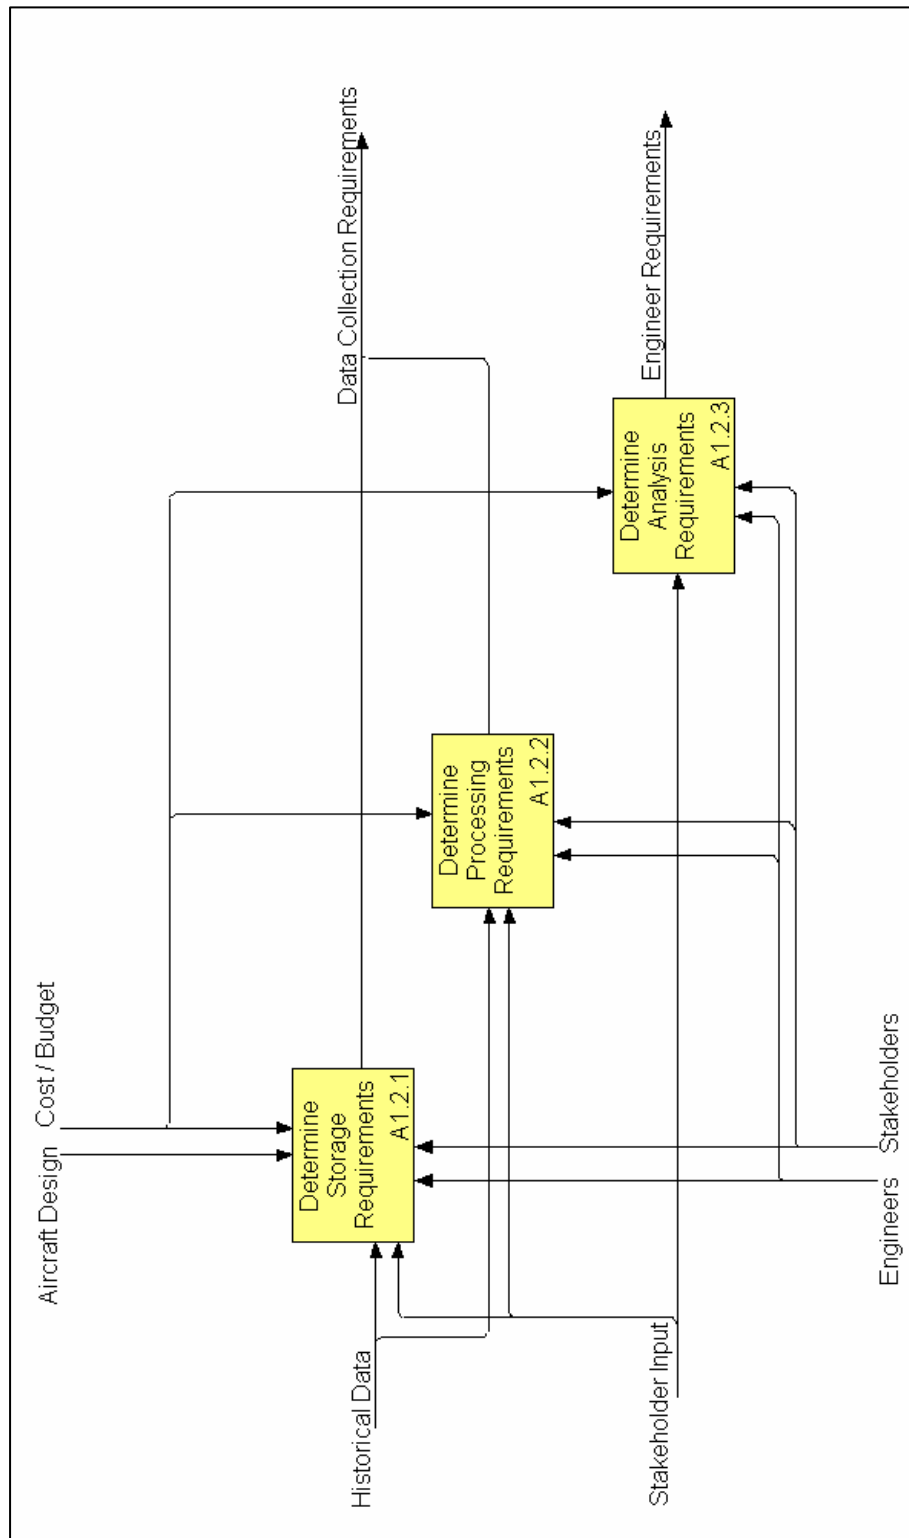 Aircraft Design
Cost / Budget
Data Collection Requirements
Historical Data
Determine
Storage
Requirements
A1.2.1
Determine
Processing
Requirements
A1.2.2
Determine
Analysis
Requirements
A1.2.3
Engineer Requirements
Stakeholder Input
Engineers
Stakeholders